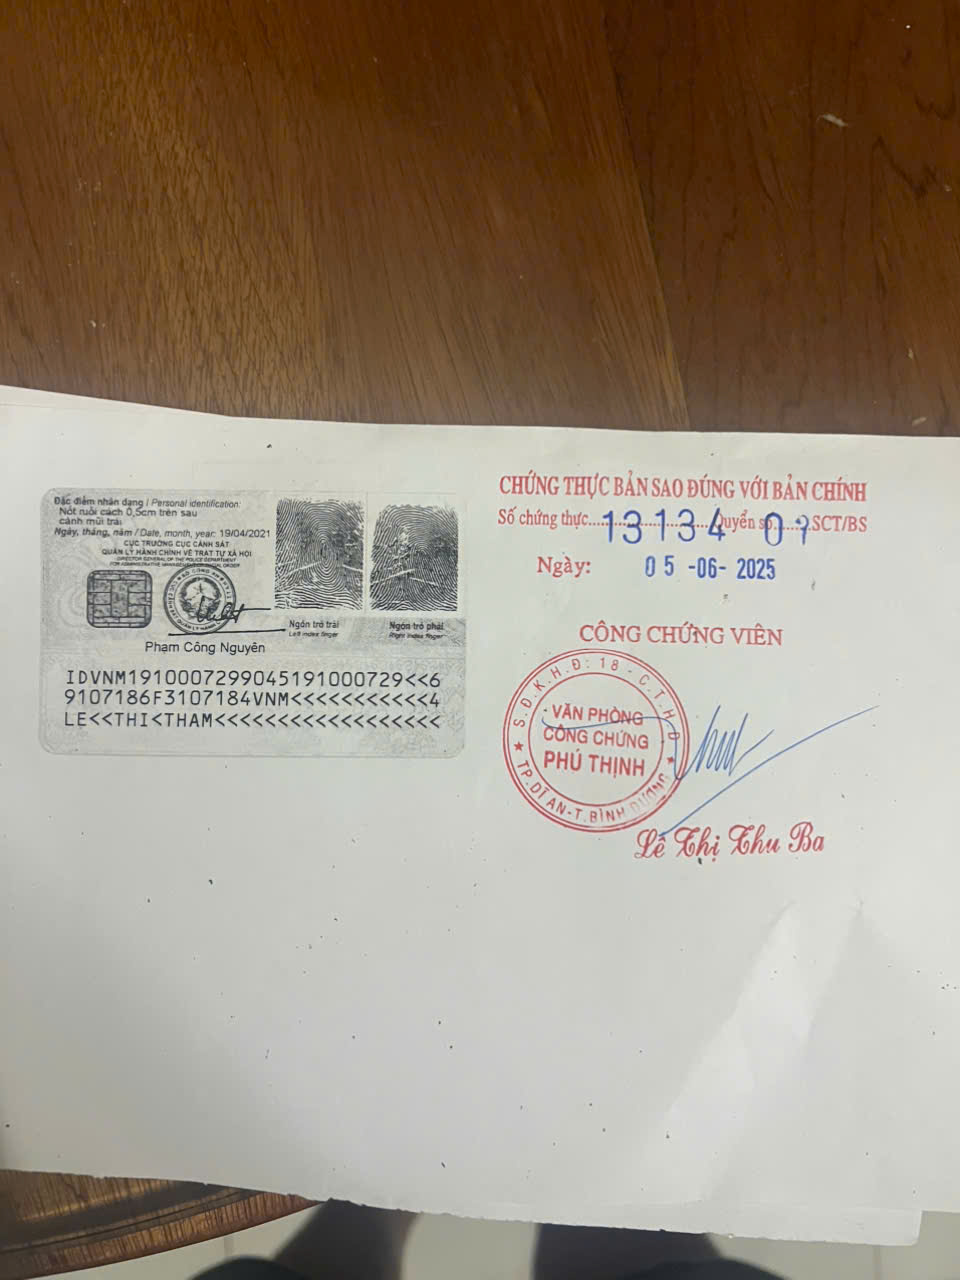 Đặc điểm nhân dạng / Personal identification:
Nốt ruồi cách 0,5cm trên sau
cánh mũi trái
Ngày, tháng, năm / Date, month, year: 19/04/2021
CỤC TRƯỞNG CỤC CẢNH SÁT
QUẢN LÝ HÀNH CHÍNH VỀ TRẬT TỰ XÃ HỘI
DIRECTOR GENERAL OF THE POLICE DEPARTMENT
FOR ADMINISTRATIVE MANAGEMENT OF SOCIAL ORDER
Ngón trỏ trái
Left index finger
Ngón trỏ phải
Right index finger
Phạm Công Nguyên
IDVNM1910007299045191000729<<6
9107186F3107184VNM<<<<<<<<<<<4
LE<<THI<THAM<<<<<<<<<<<<<<<<<<
CHỨNG THỰC BẢN SAO ĐÚNG VỚI BẢN CHÍNH
Số chứng thực....13134 Quyển số....01.SCT/BS
Ngày: 05 -06- 2025
CÔNG CHỨNG VIÊN
S.Đ.K.H.Đ: 18 - C.T.H.Đ
VĂN PHÒNG
CÔNG CHỨNG
PHÚ THỊNH
TP.DĨ AN-T.BÌNH DƯƠNG
Lê Thị Thu Ba